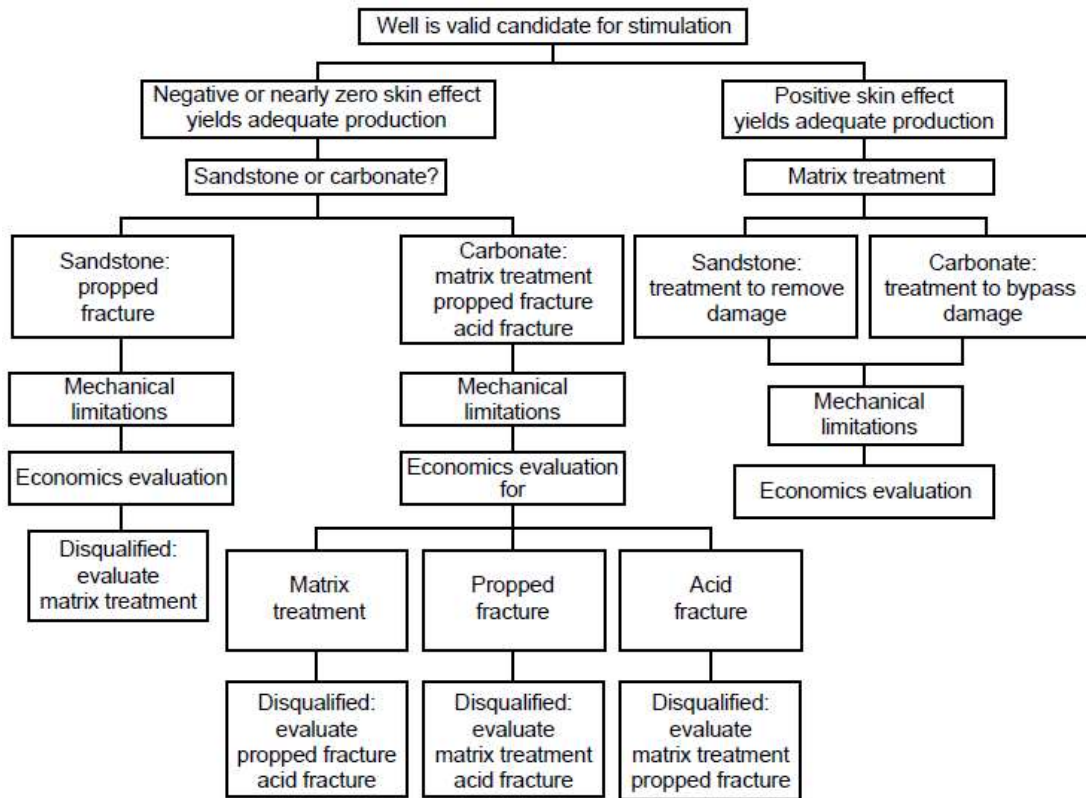 Well is valid candidate for stimulation
Negative or nearly zero skin effect
yields adequate production
Positive skin effect
yields adequate production
Sandstone or carbonate?
Matrix treatment
Sandstone:
propped
fracture
Carbonate:
matrix treatment
propped fracture
acid fracture
Sandstone:
treatment to remove
damage
Carbonate:
treatment to bypass
damage
Mechanical
limitations
Mechanical
limitations
Mechanical
limitations
Economics evaluation
Economics evaluation
for
Economics evaluation
Disqualified:
evaluate
matrix treatment
Matrix
treatment
Propped
fracture
Acid
fracture
Disqualified:
evaluate
propped fracture
acid fracture
Disqualified:
evaluate
matrix treatment
acid fracture
Disqualified:
evaluate
matrix treatment
propped fracture